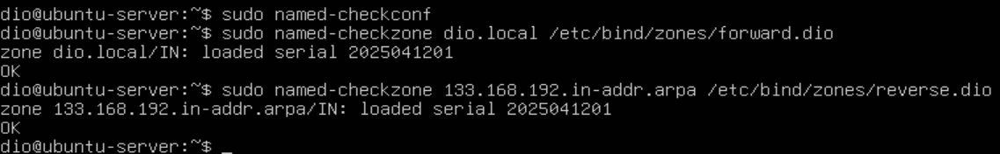 dio@ubuntu-server:~$ sudo named-checkconf
dio@ubuntu-server:~$ sudo named-checkzone dio.local /etc/bind/zones/forward.dio
zone dio.local/IN: loaded serial 2025041201
OK
dio@ubuntu-server:~$ sudo named-checkzone 133.168.192.in-addr.arpa /etc/bind/zones/reverse.dio
zone 133.168.192.in-addr.arpa/IN: loaded serial 2025041201
OK
dio@ubuntu-server:~$ _